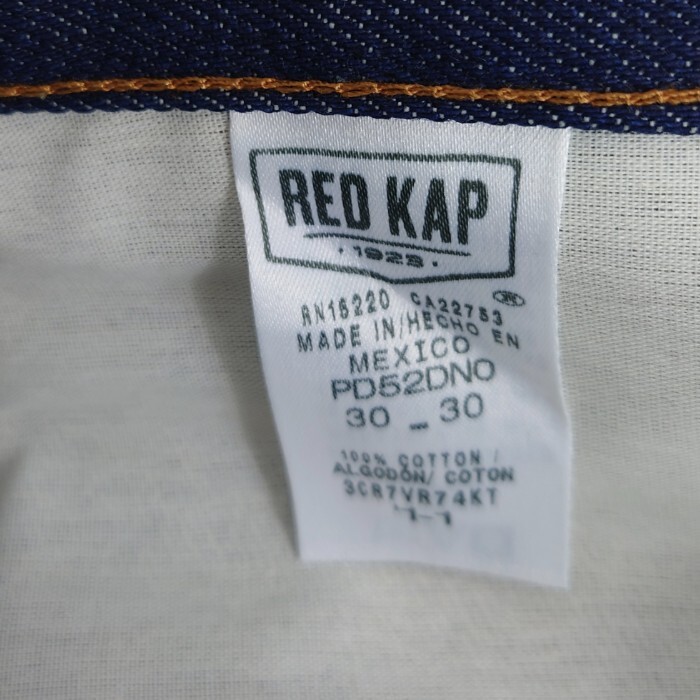 RED KAP
· 1923 ·
RN16220 CA22753
MADE IN/HECHO EN
MEXICO
PD52DNO
30 - 30
100% COTTON /
ALGODÓN/ COTON
3CR7VR74KT
1-1